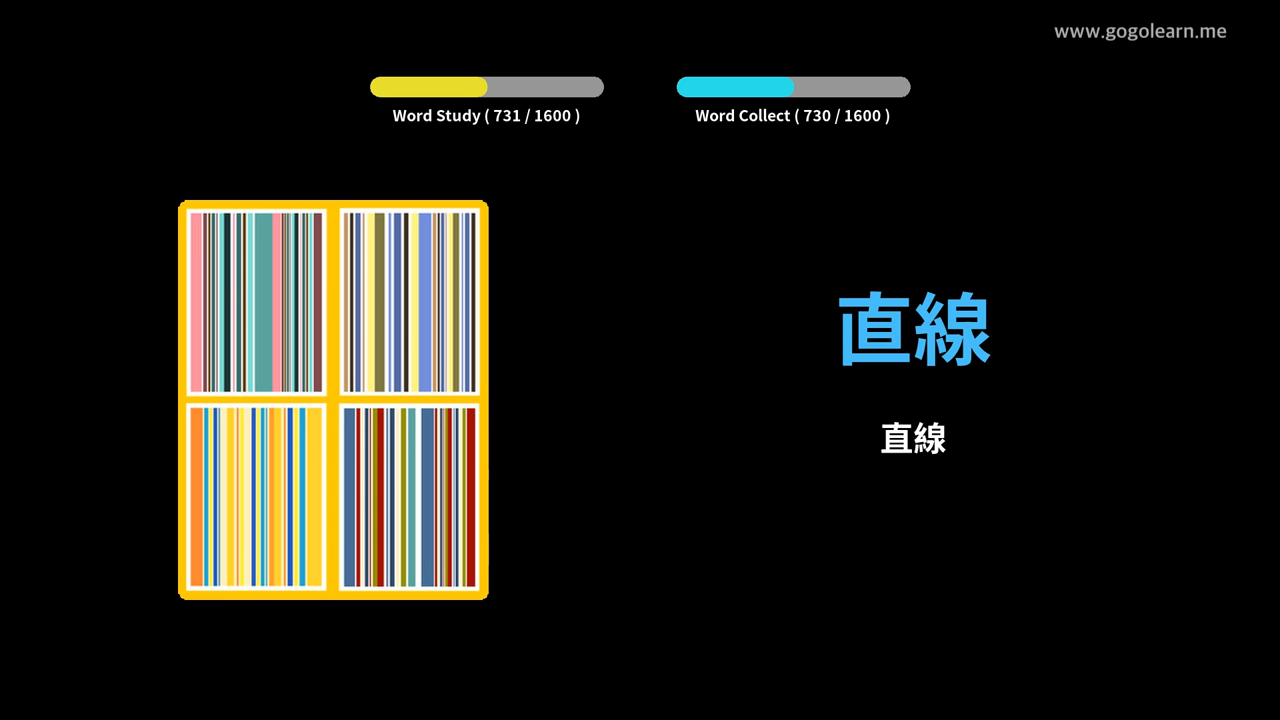 www.gogolearn.me
Word Study ( 731 / 1600 )
Word Collect ( 730 / 1600 )
直線
直線